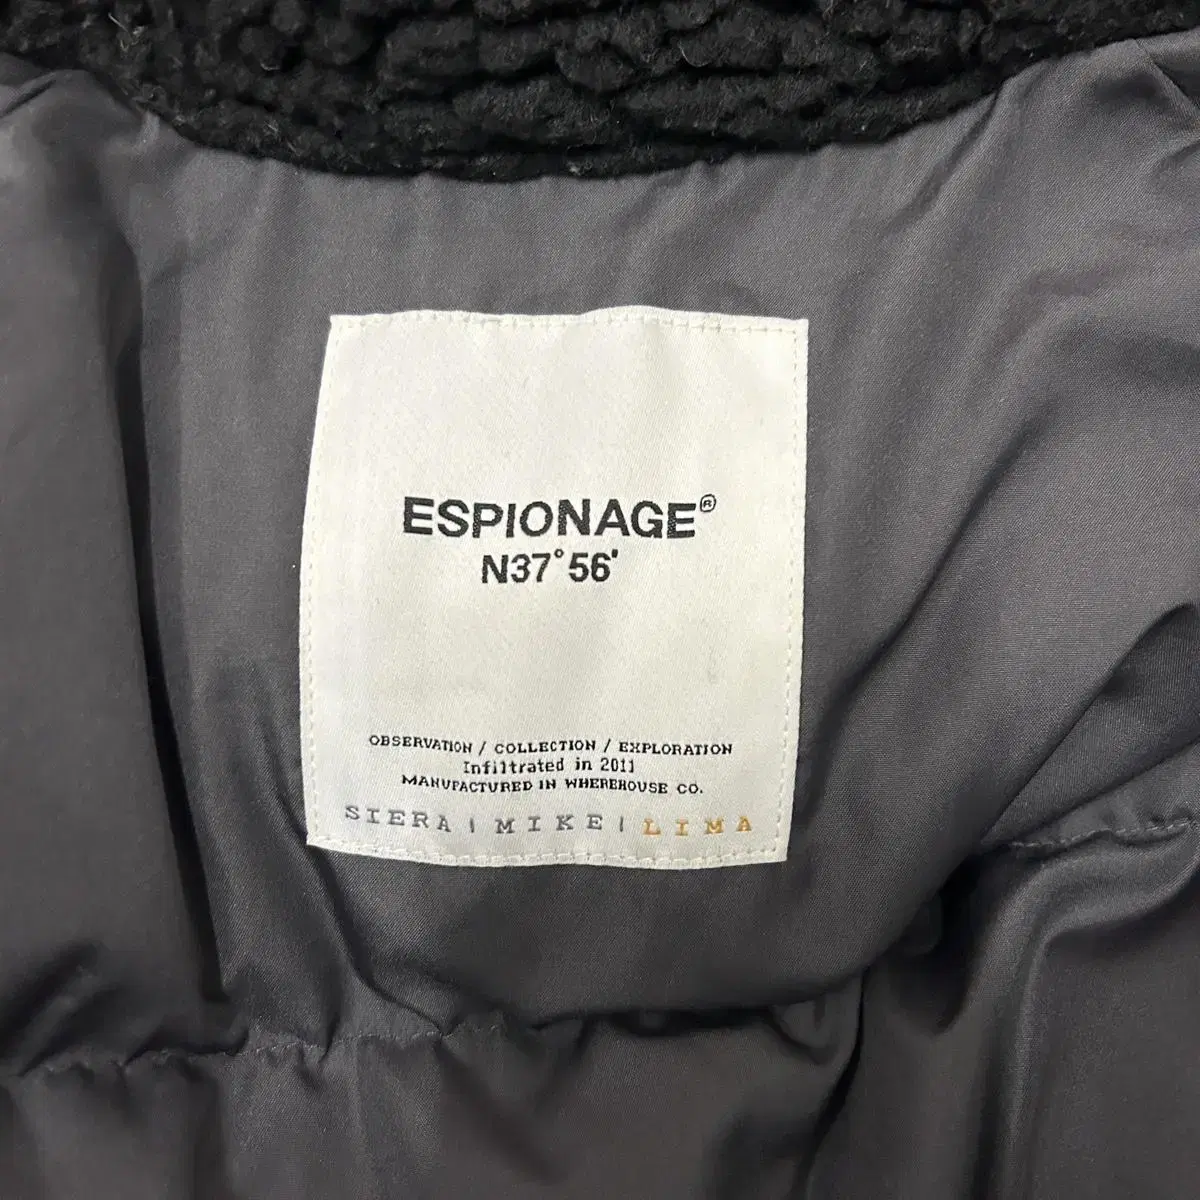 ESPIONAGE®
N37°56'
OBSERVATION / COLLECTION / EXPLORATION
Infiltrated in 2011
MANUFACTURED IN WHEREHOUSE CO.
SIERA | MIKE | LIMA